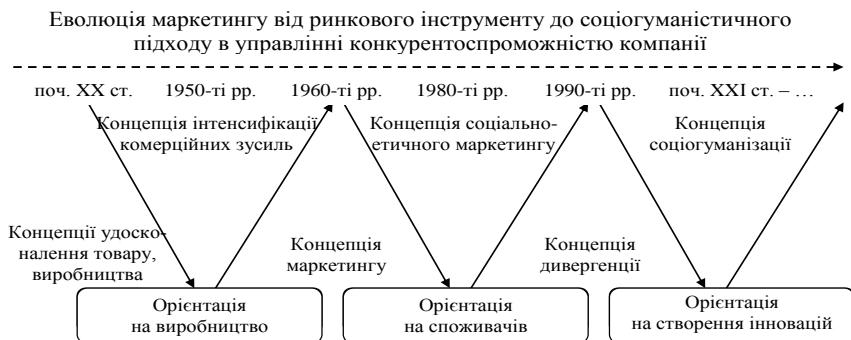 Еволюція маркетингу від ринкового інструменту до соціогуманістичного
підходу в управлінні конкурентоспроможністю компанії
поч. XX ст. 1950-ті рр. 1960-ті рр. 1980-ті рр. 1990-ті рр. поч. XXI ст. – …
Концепція інтенсифікації
комерційних зусиль
Концепція соціально-
етичного маркетингу
Концепція
соціогуманізації
Концепції удоско-
налення товару,
виробництва
Концепція
маркетингу
Концепція
дивергенції
Орієнтація
на виробництво
Орієнтація
на споживачів
Орієнтація
на створення інновацій